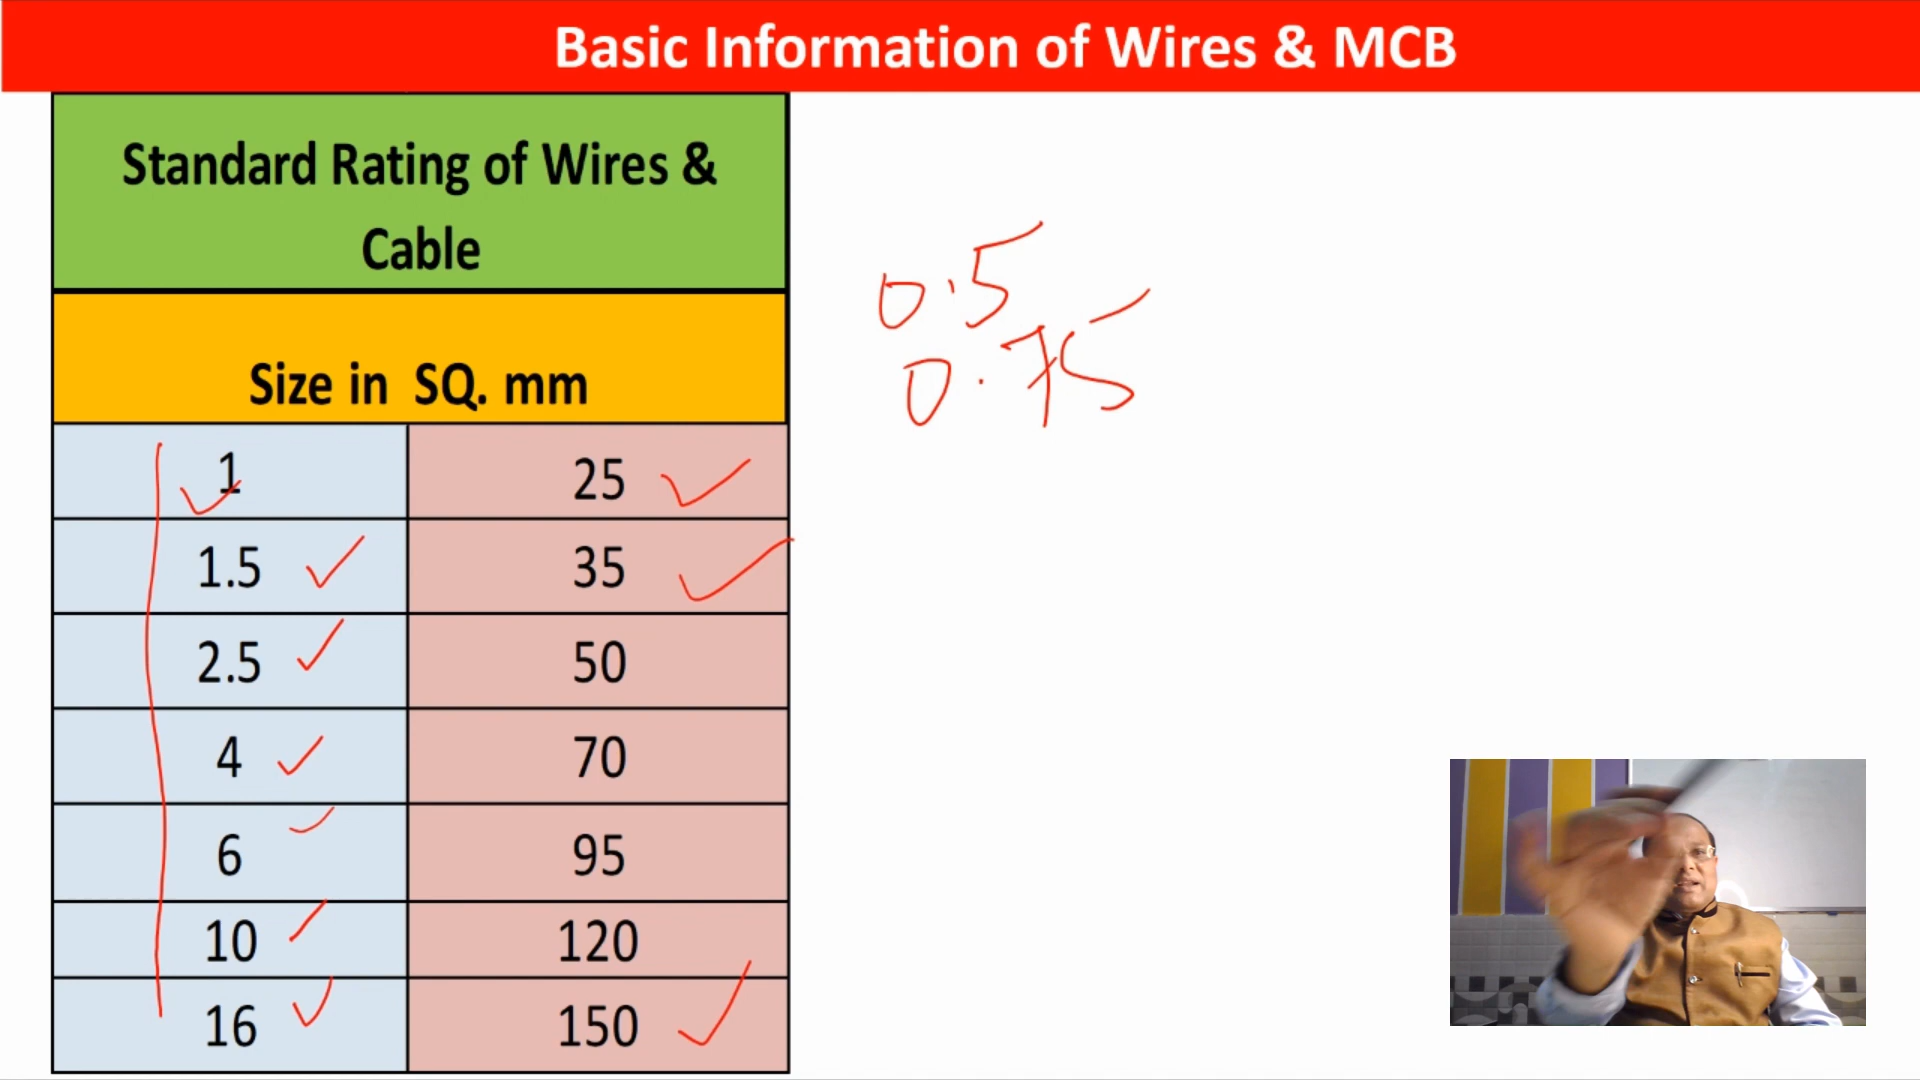 Basic Information of Wires & MCB
Standard Rating of Wires &
Cable
Size in SQ. mm
1 25
1.5 35
2.5 50
4 70
6 95
10 120
16 150
0.5
0.75